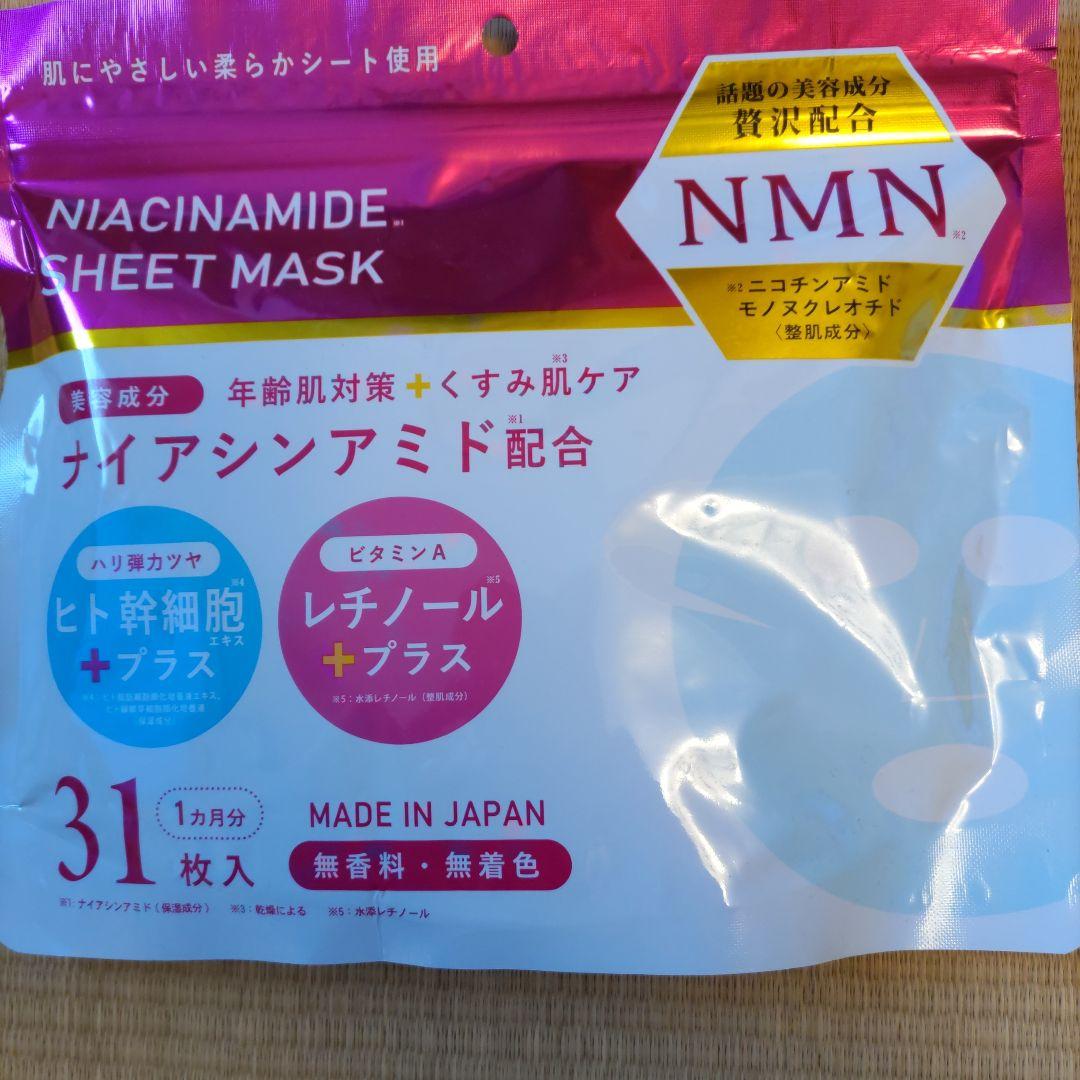 肌にやさしい柔らかシート使用
話題の美容成分
贅沢配合
NMN※2
※2 ニコチンアミド
モノヌクレオチド
〈整肌成分〉
NIACINAMIDE※1
SHEET MASK
美容成分 年齢肌対策+くすみ肌ケア※3
ナイアシンアミド配合※1
ハリ弾力ツヤ
ヒト幹細胞※4
エキス
+プラス
ビタミンA
レチノール※5
+プラス
※5：水添レチノール（整肌成分）
（保湿成分）
31枚入
1カ月分
MADE IN JAPAN
無香料・無着色
※1：ナイアシンアミド（保湿成分） ※3：乾燥による ※5：水添レチノール